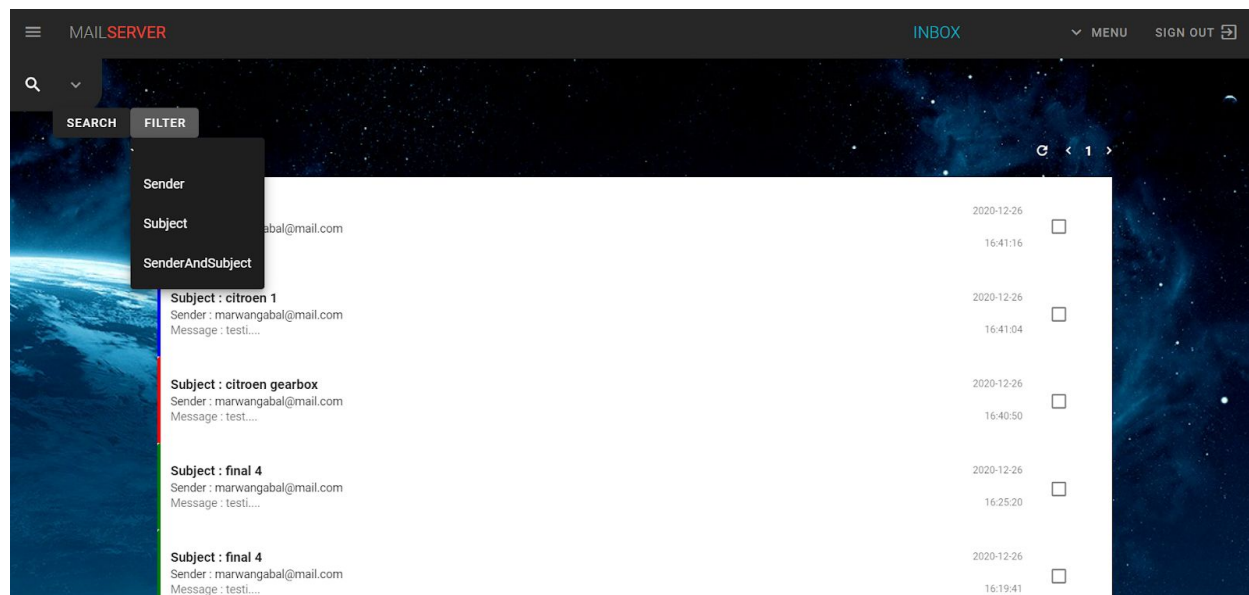 MAILSERVER INBOX MENU SIGN OUT
SEARCH FILTER
1
Sender
Subject
SenderAndSubject
2020-12-26
abal@mail.com
16:41:16
Subject : citroen 1
Sender : marwangabal@mail.com
Message : testi....
2020-12-26
16:41:04
Subject : citroen gearbox
Sender : marwangabal@mail.com
Message : test....
2020-12-26
16:40:50
Subject : final 4
Sender : marwangabal@mail.com
Message : testi....
2020-12-26
16:25:20
Subject : final 4
Sender : marwangabal@mail.com
Message : testi....
2020-12-26
16:19:41